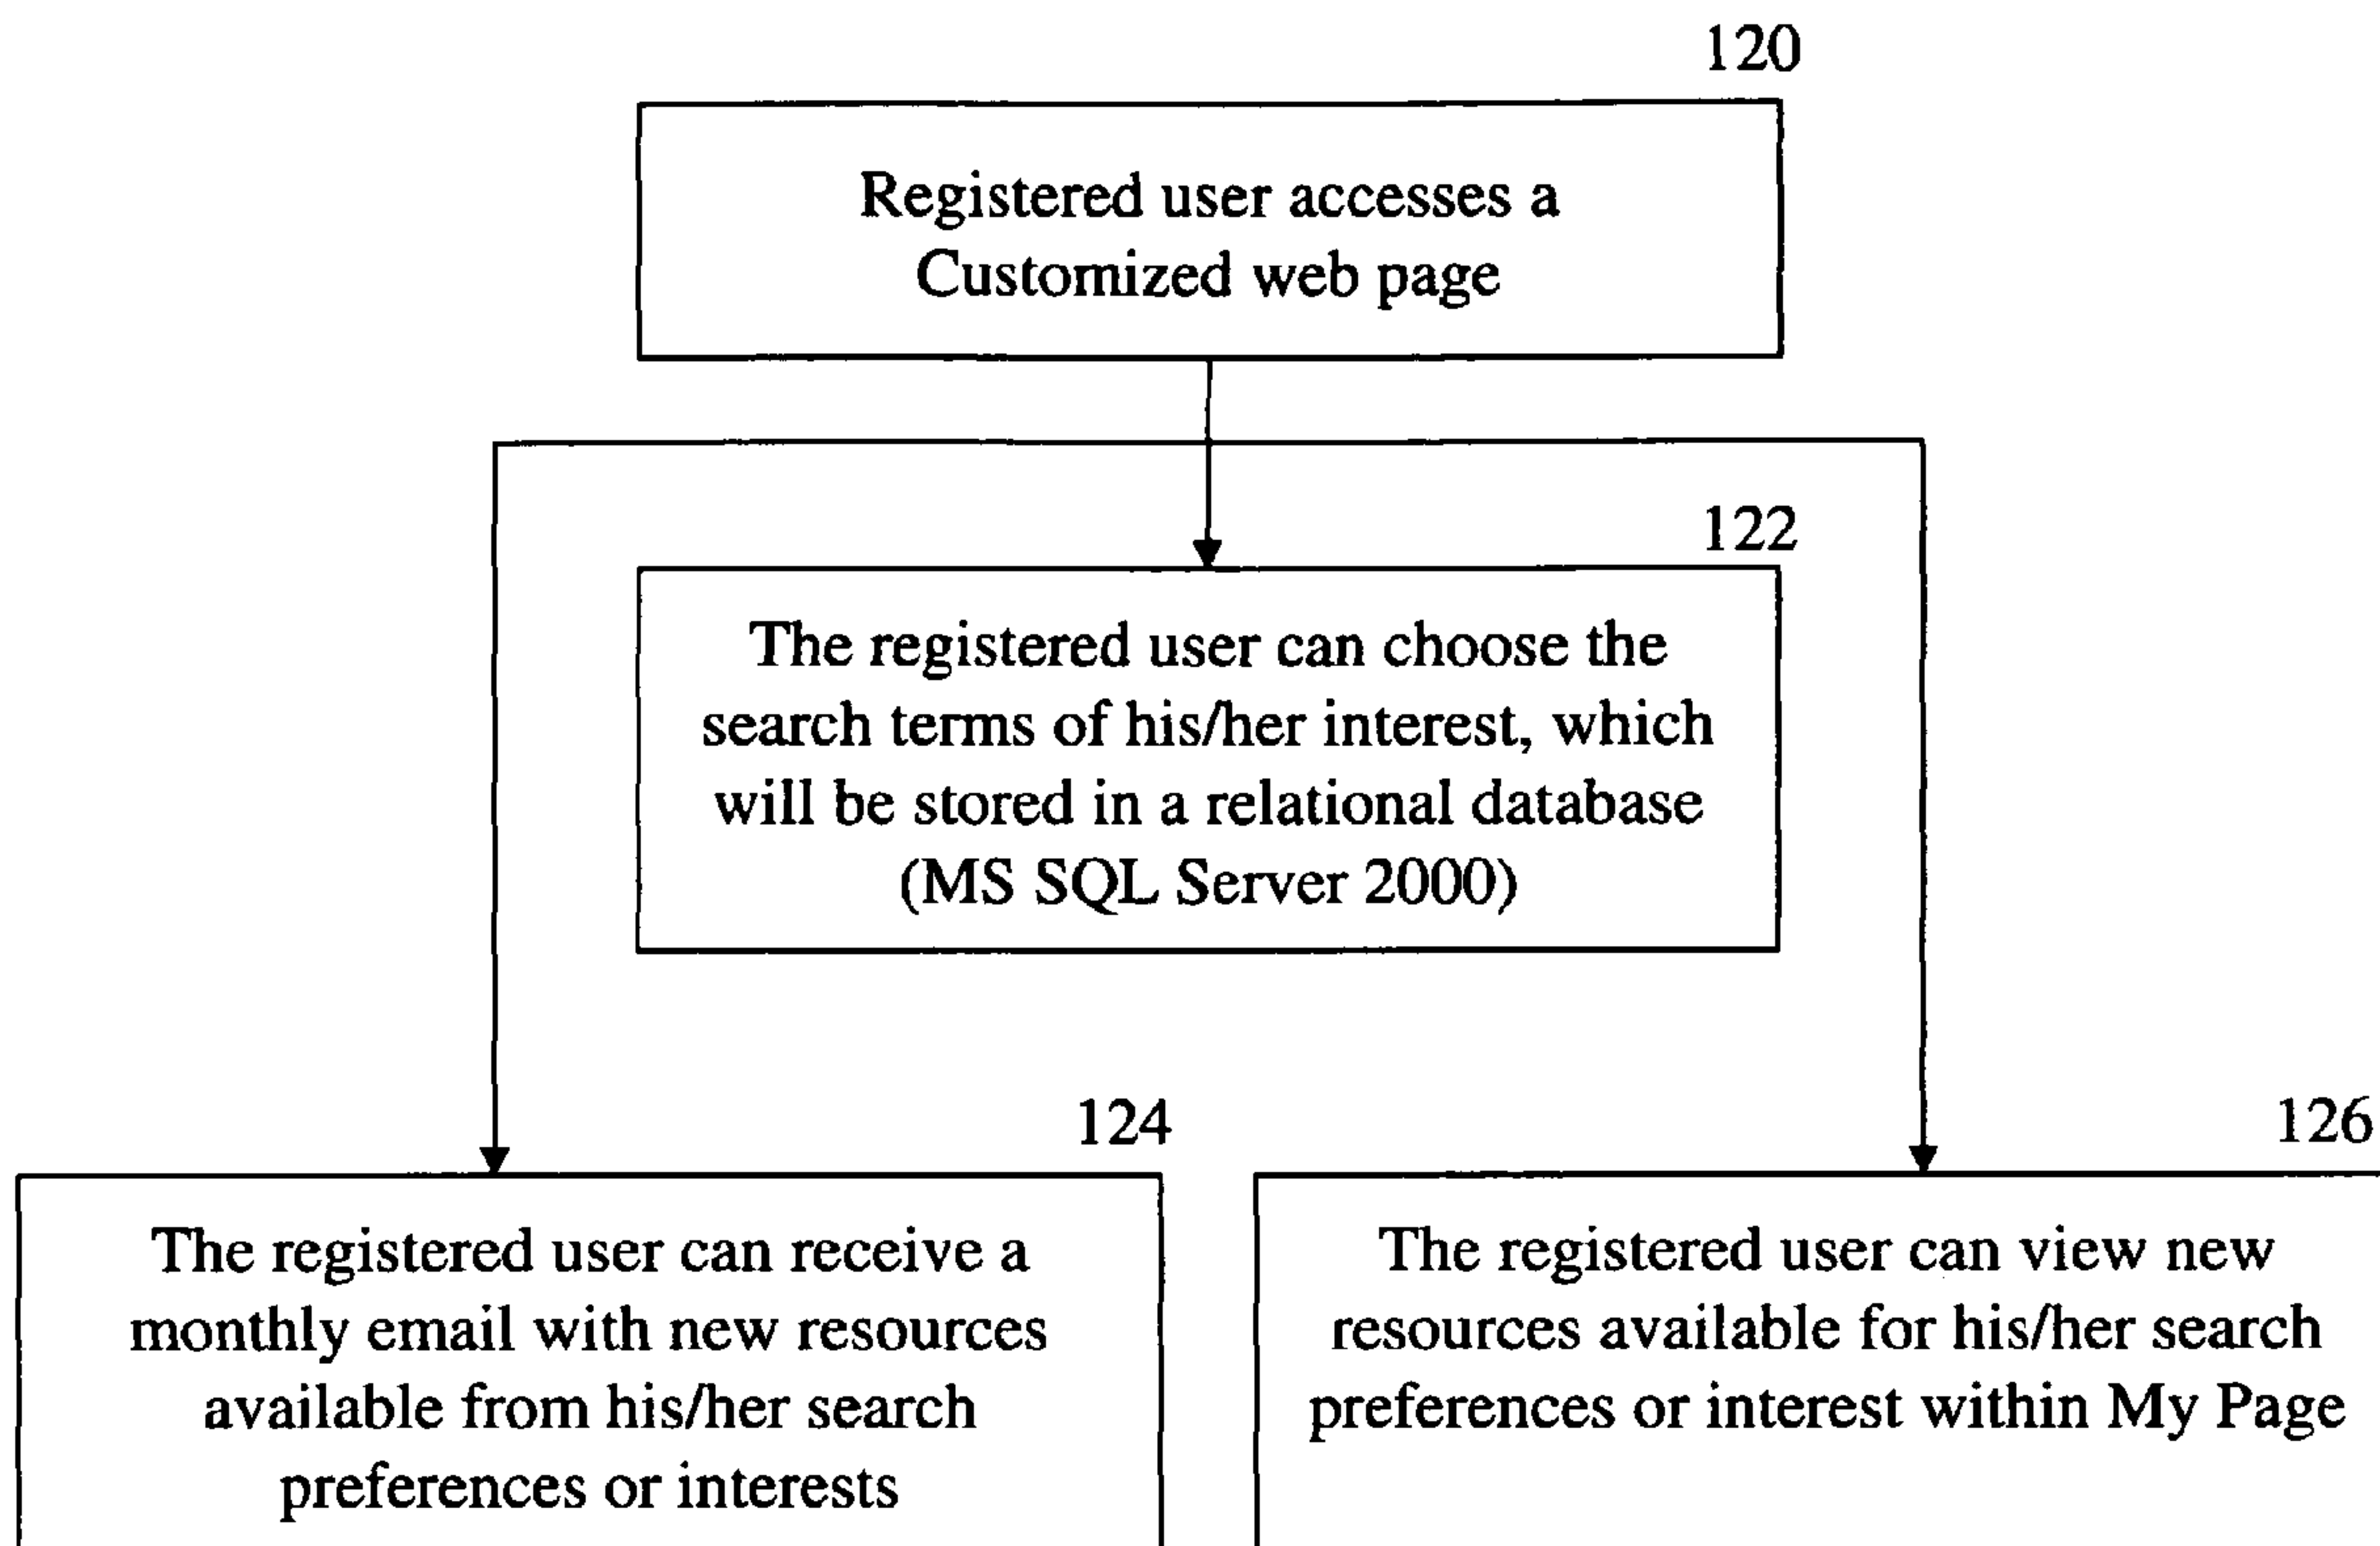 120
Registered user accesses a
Customized web page
122
The registered user can choose the
search terms of his/her interest, which
will be stored in a relational database
(MS SQL Server 2000)
124
The registered user can receive a
monthly email with new resources
available from his/her search
preferences or interests
126
The registered user can view new
resources available for his/her search
preferences or interest within My Page